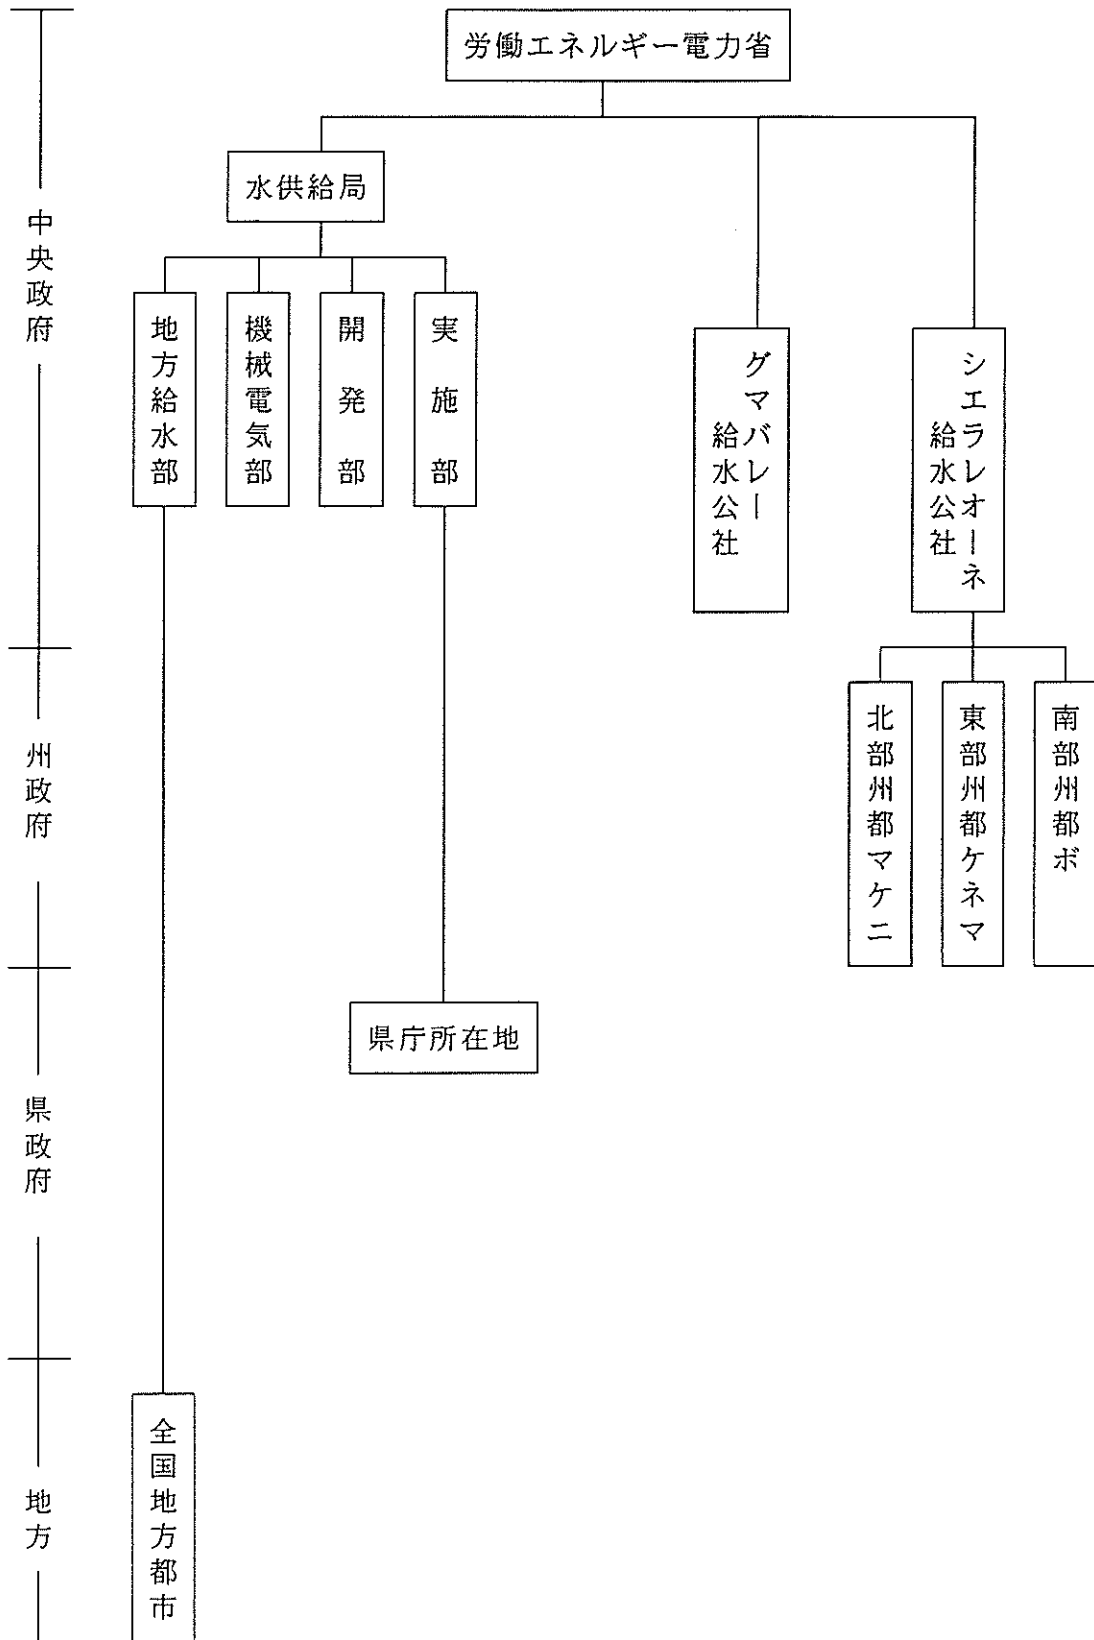 労働エネルギー電力省
水供給局
地方給水部
機械電気部
開発部
実施部
グマバレー
給水公社
シエラレオーネ
給水公社
北部州都マケニ
東部州都ケネマ
南部州都ボ
県庁所在地
全国地方都市
中央政府
州政府
県政府
地方